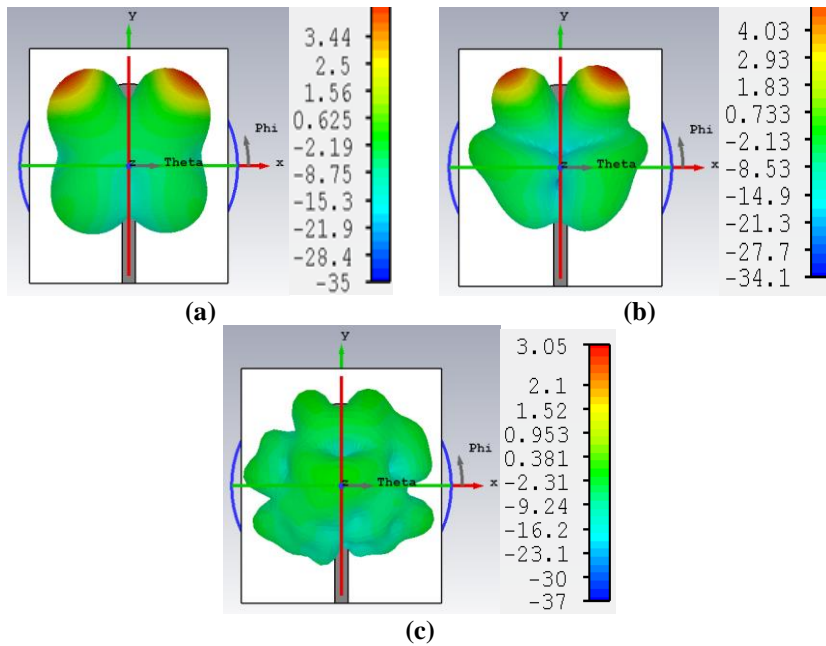 y
Phi
x
z
Theta
3.44
2.5
1.56
0.625
-2.19
-8.75
-15.3
-21.9
-28.4
-35
(a)
y
Phi
x
z
Theta
4.03
2.93
1.83
0.733
-2.13
-8.53
-14.9
-21.3
-27.7
-34.1
(b)
y
Phi
x
z
Theta
3.05
2.1
1.52
0.953
0.381
-2.31
-9.24
-16.2
-23.1
-30
-37
(c)